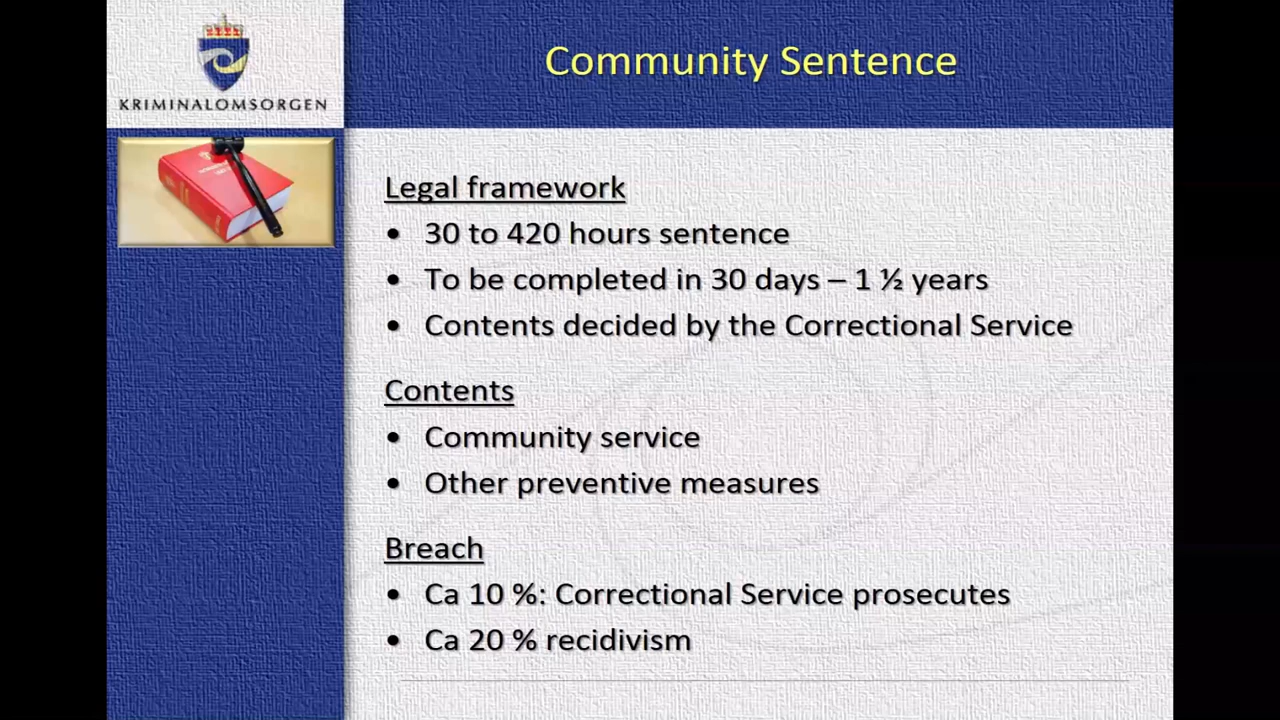 KRIMINALOMSORGEN
Community Sentence
Legal framework
• 30 to 420 hours sentence
• To be completed in 30 days – 1 ½ years
• Contents decided by the Correctional Service
Contents
• Community service
• Other preventive measures
Breach
• Ca 10 %: Correctional Service prosecutes
• Ca 20 % recidivism